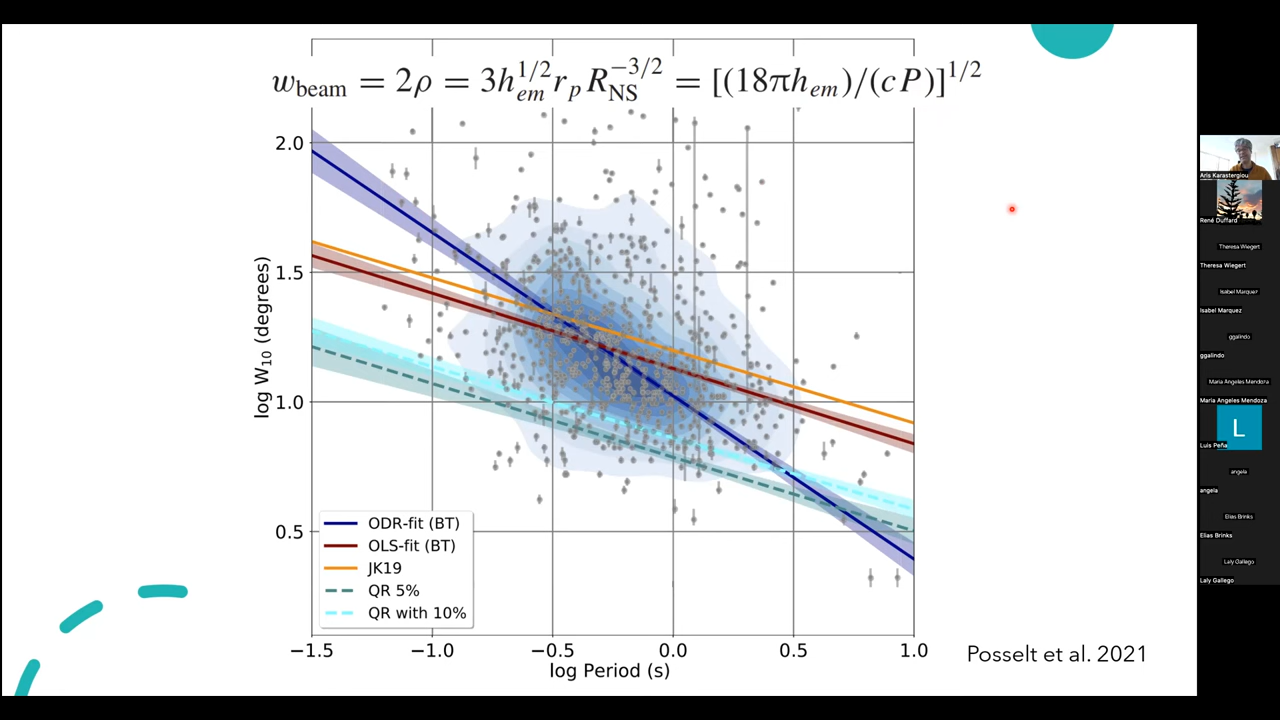 w_beam = 2ρ = 3h_em^{1/2} r_p R_NS^{−3/2} = [(18πh_em)/(cP)]^{1/2}
2.0
1.5
1.0
0.5
log W₁₀ (degrees)
ODR-fit (BT)
OLS-fit (BT)
JK19
QR 5%
QR with 10%
−1.5 −1.0 −0.5 0.0 0.5 1.0
log Period (s)
Posselt et al. 2021
Aris Karastergiou
René Duffard
Theresa Wiegert
Theresa Wiegert
Isabel Marquez
Isabel Marquez
ggalindo
ggalindo
Maria Angeles Mendoza
Maria Angeles Mendoza
L
Luis Peña
angela
angela
Elias Brinks
Elias Brinks
Laly Gallego
Laly Gallego